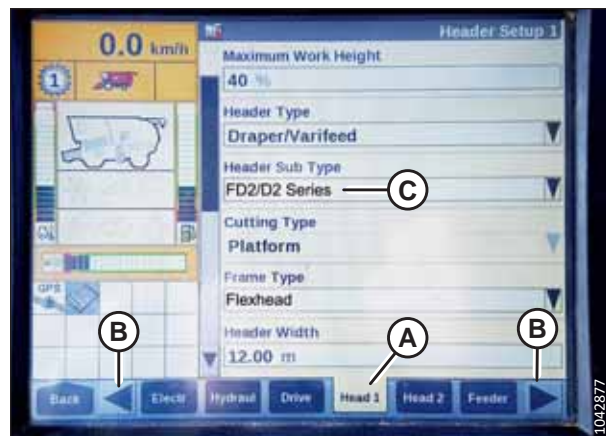 0.0 km/h
Header Setup 1
1
Maximum Work Height
40 %
Header Type
Draper/Varifeed
Header Sub Type
FD2/D2 Series
C
Cutting Type
Platform
Frame Type
Flexhead
GPS
Header Width
12.00 m
B
A
B
Back
Electr
Hydraul
Drive
Head 1
Head 2
Feeder
1042877